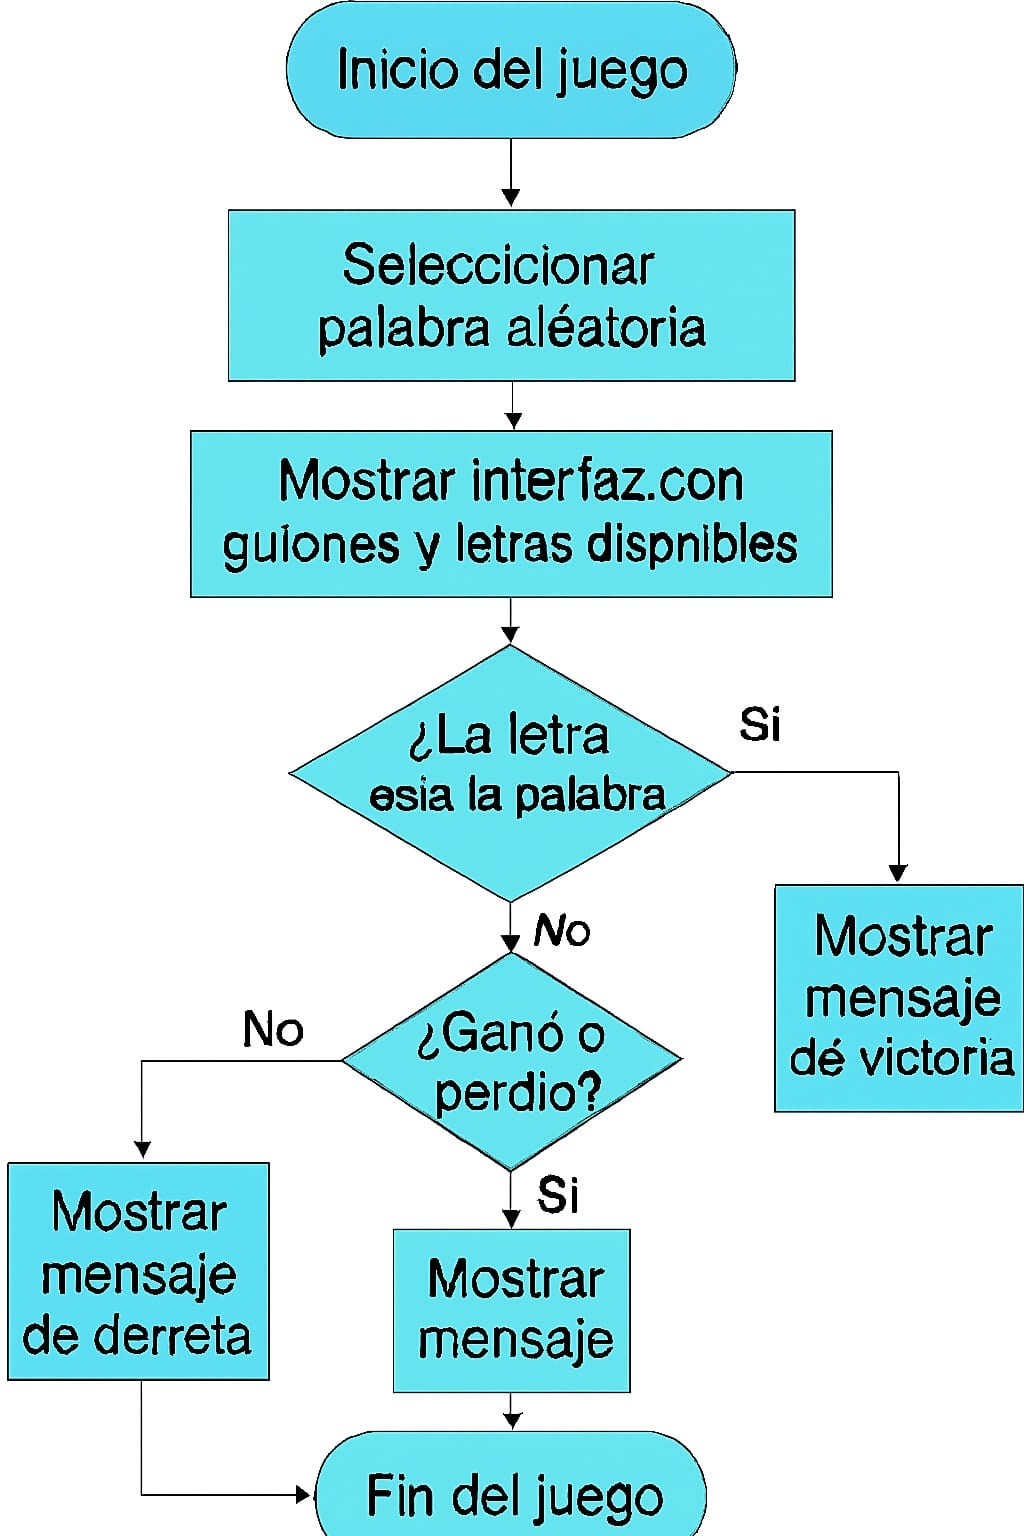 Inicio del juego
Seleccicionar
palabra aléatoria
Mostrar interfaz.con
guiones y letras dispnibles
¿La letra
esia la palabra
Si
No
Mostrar
mensaje
dé victoria
¿Ganó o
perdio?
No
Si
Mostrar
mensaje
de derreta
Mostrar
mensaje
Fin del juego